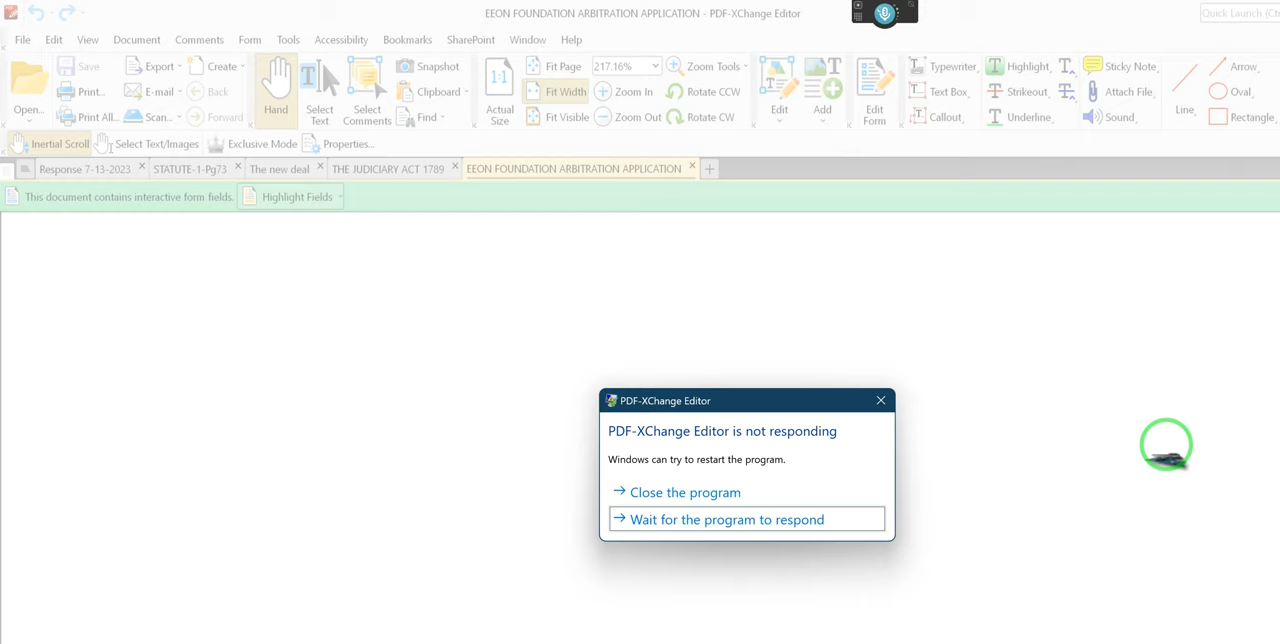 EEON FOUNDATION ARBITRATION APPLICATION - PDF-XChange Editor
Quick Launch (Ctr
File Edit View Document Comments Form Tools Accessibility Bookmarks SharePoint Window Help
Open...
Save
Print...
Print All...
Export
E-mail
Scan...
Create
Back
Forward
Hand
Select
Text
Select
Comments
Snapshot
Clipboard
Find
1:1
Actual
Size
Fit Page
Fit Width
Fit Visible
217.16%
Zoom In
Zoom Out
Zoom Tools
Rotate CCW
Rotate CW
Edit
Add
Edit
Form
Typewriter
Text Box
Callout
Highlight
Strikeout
Underline
Sticky Note
Attach File
Sound
Line
Arrow
Oval
Rectangle
Inertial Scroll Select Text/Images Exclusive Mode Properties...
Response 7-13-2023 STATUTE-1-Pg73 The new deal THE JUDICIARY ACT 1789 EEON FOUNDATION ARBITRATION APPLICATION
This document contains interactive form fields. Highlight Fields
PDF-XChange Editor
PDF-XChange Editor is not responding
Windows can try to restart the program.
Close the program
Wait for the program to respond